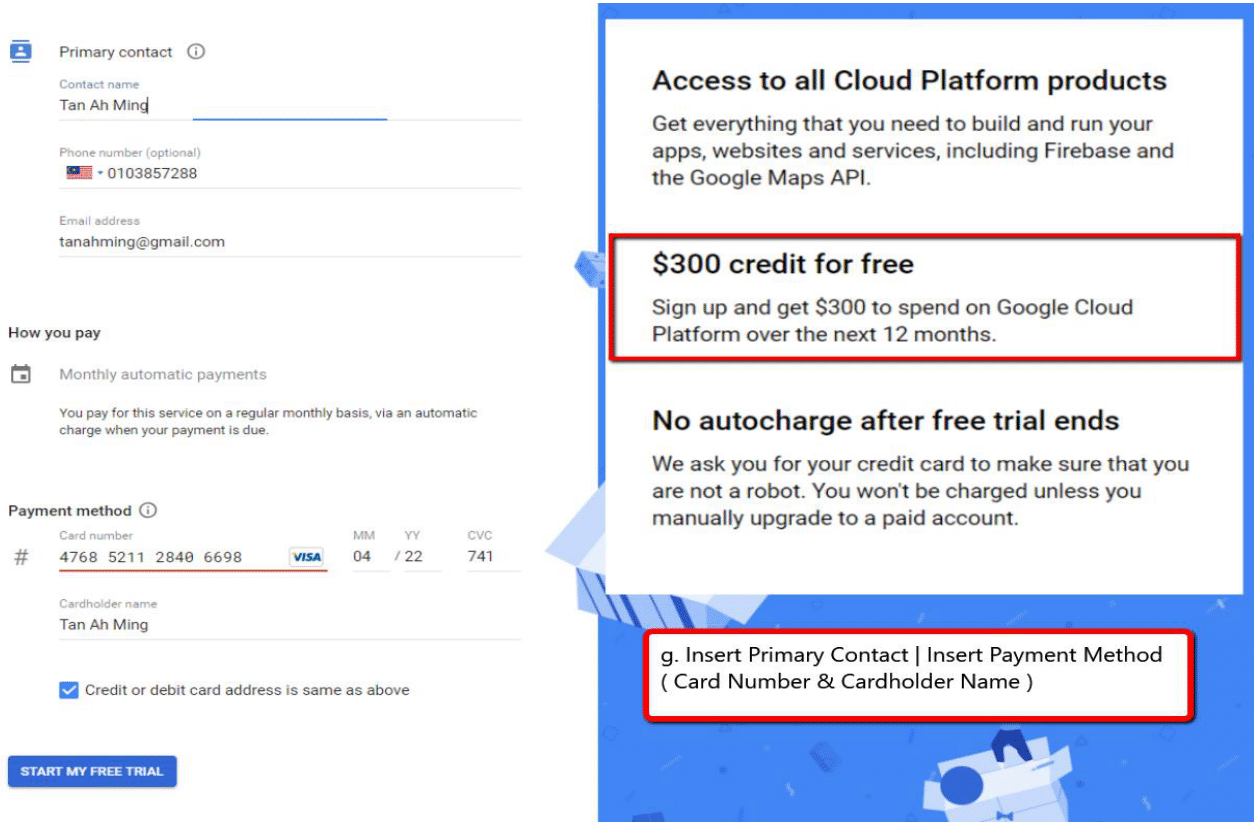 Primary contact
Contact name
Tan Ah Ming
Phone number (optional)
0103857288
Email address
tanahming@gmail.com
How you pay
Monthly automatic payments
You pay for this service on a regular monthly basis, via an automatic
charge when your payment is due.
Payment method
Card number MM YY CVC
# 4768 5211 2840 6698 VISA 04 / 22 741
Cardholder name
Tan Ah Ming
Credit or debit card address is same as above
START MY FREE TRIAL
Access to all Cloud Platform products
Get everything that you need to build and run your
apps, websites and services, including Firebase and
the Google Maps API.
$300 credit for free
Sign up and get $300 to spend on Google Cloud
Platform over the next 12 months.
No autocharge after free trial ends
We ask you for your credit card to make sure that you
are not a robot. You won't be charged unless you
manually upgrade to a paid account.
g. Insert Primary Contact | Insert Payment Method
( Card Number & Cardholder Name )